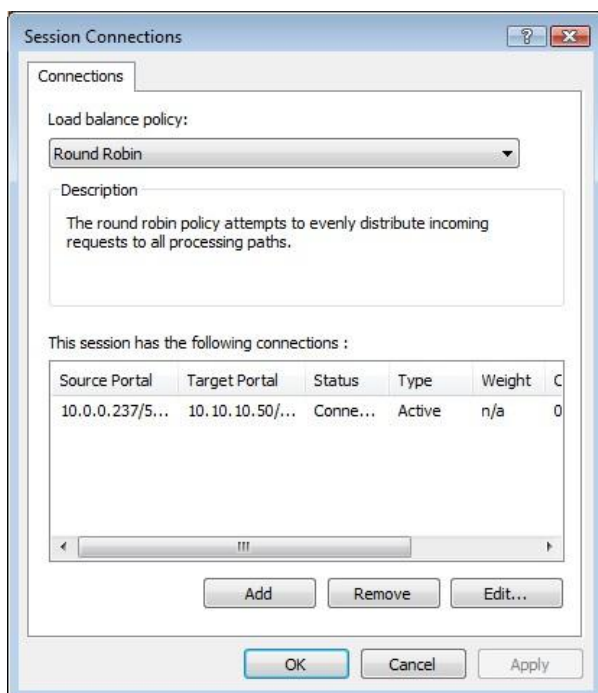 Session Connections
Connections
Load balance policy:
Round Robin
Description
The round robin policy attempts to evenly distribute incoming
requests to all processing paths.
This session has the following connections :
Source Portal Target Portal Status Type Weight C
10.0.0.237/5... 10.10.10.50/... Conne... Active n/a 0
Add Remove Edit...
OK Cancel Apply